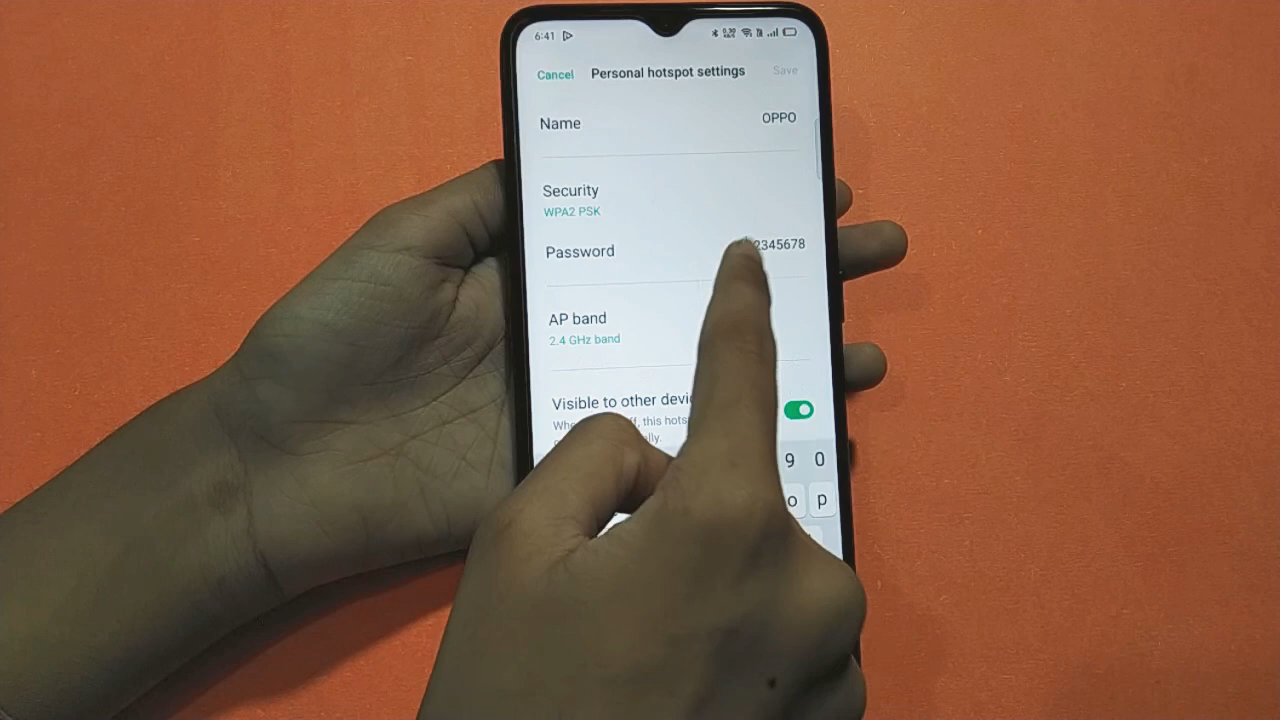 6:41
Cancel Personal hotspot settings Save
Name OPPO
Security
WPA2 PSK
Password 2345678
AP band
2.4 GHz band
Visible to other
this
9 0
o p